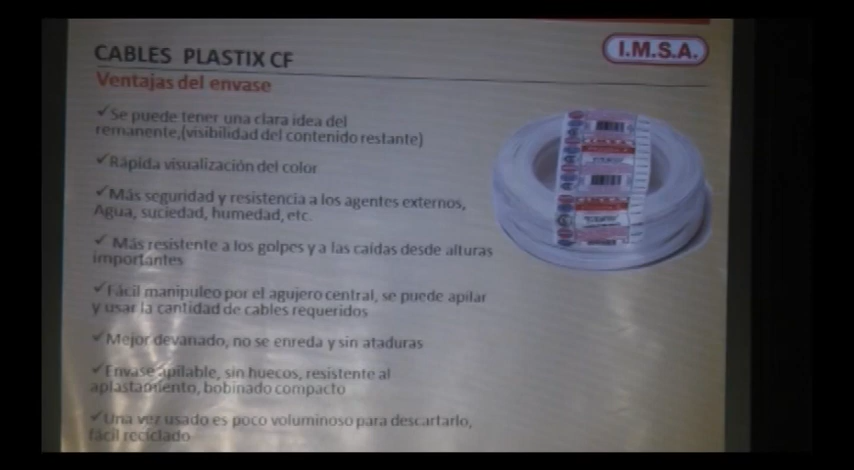 CABLES PLASTIX CF
I.M.S.A.
Ventajas del envase
✓Se puede tener una clara idea del
remanente,(visibilidad del contenido restante)
✓Rápida visualización del color
✓Más seguridad y resistencia a los agentes externos,
Agua, suciedad, humedad, etc.
✓ Más resistente a los golpes y a las caídas desde alturas
importantes
✓Fácil manipuleo por el agujero central, se puede apilar
y usar la cantidad de cables requeridos
✓Mejor devanado, no se enreda y sin ataduras
✓Envase apilable, sin huecos, resistente al
aplastamiento, bobinado compacto
✓Una vez usado es poco voluminoso para descartarlo,
fácil reciclado